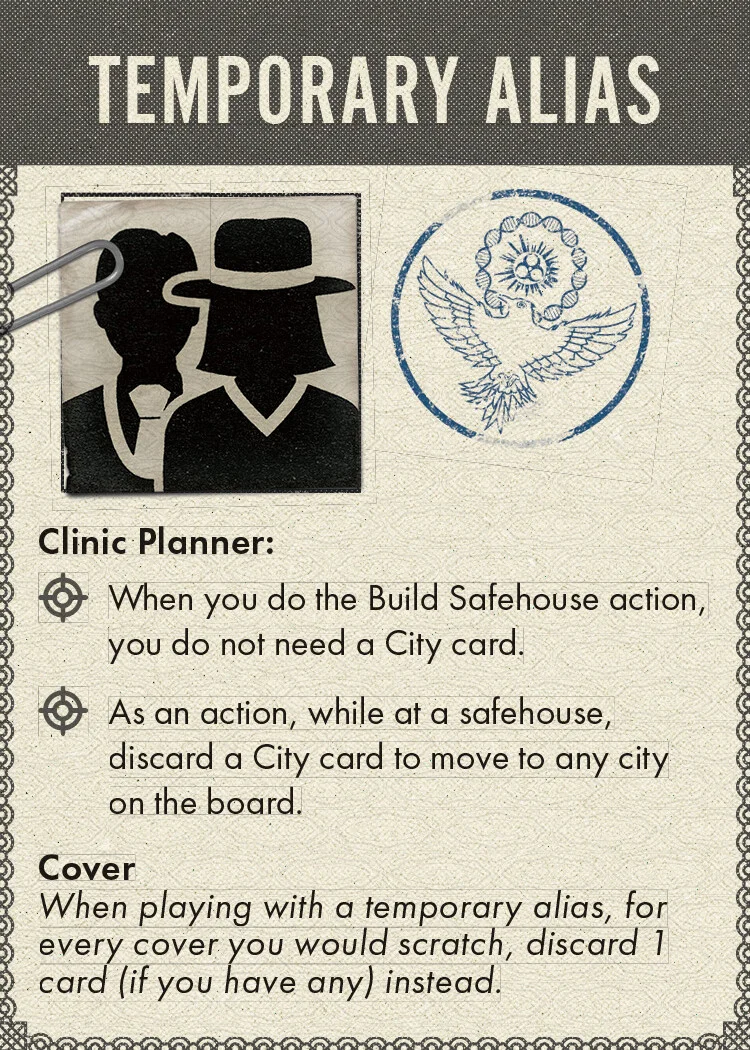 TEMPORARY ALIAS
Clinic Planner:
When you do the Build Safehouse action,
you do not need a City card.
As an action, while at a safehouse,
discard a City card to move to any city
on the board.
Cover
When playing with a temporary alias, for
every cover you would scratch, discard 1
card (if you have any) instead.